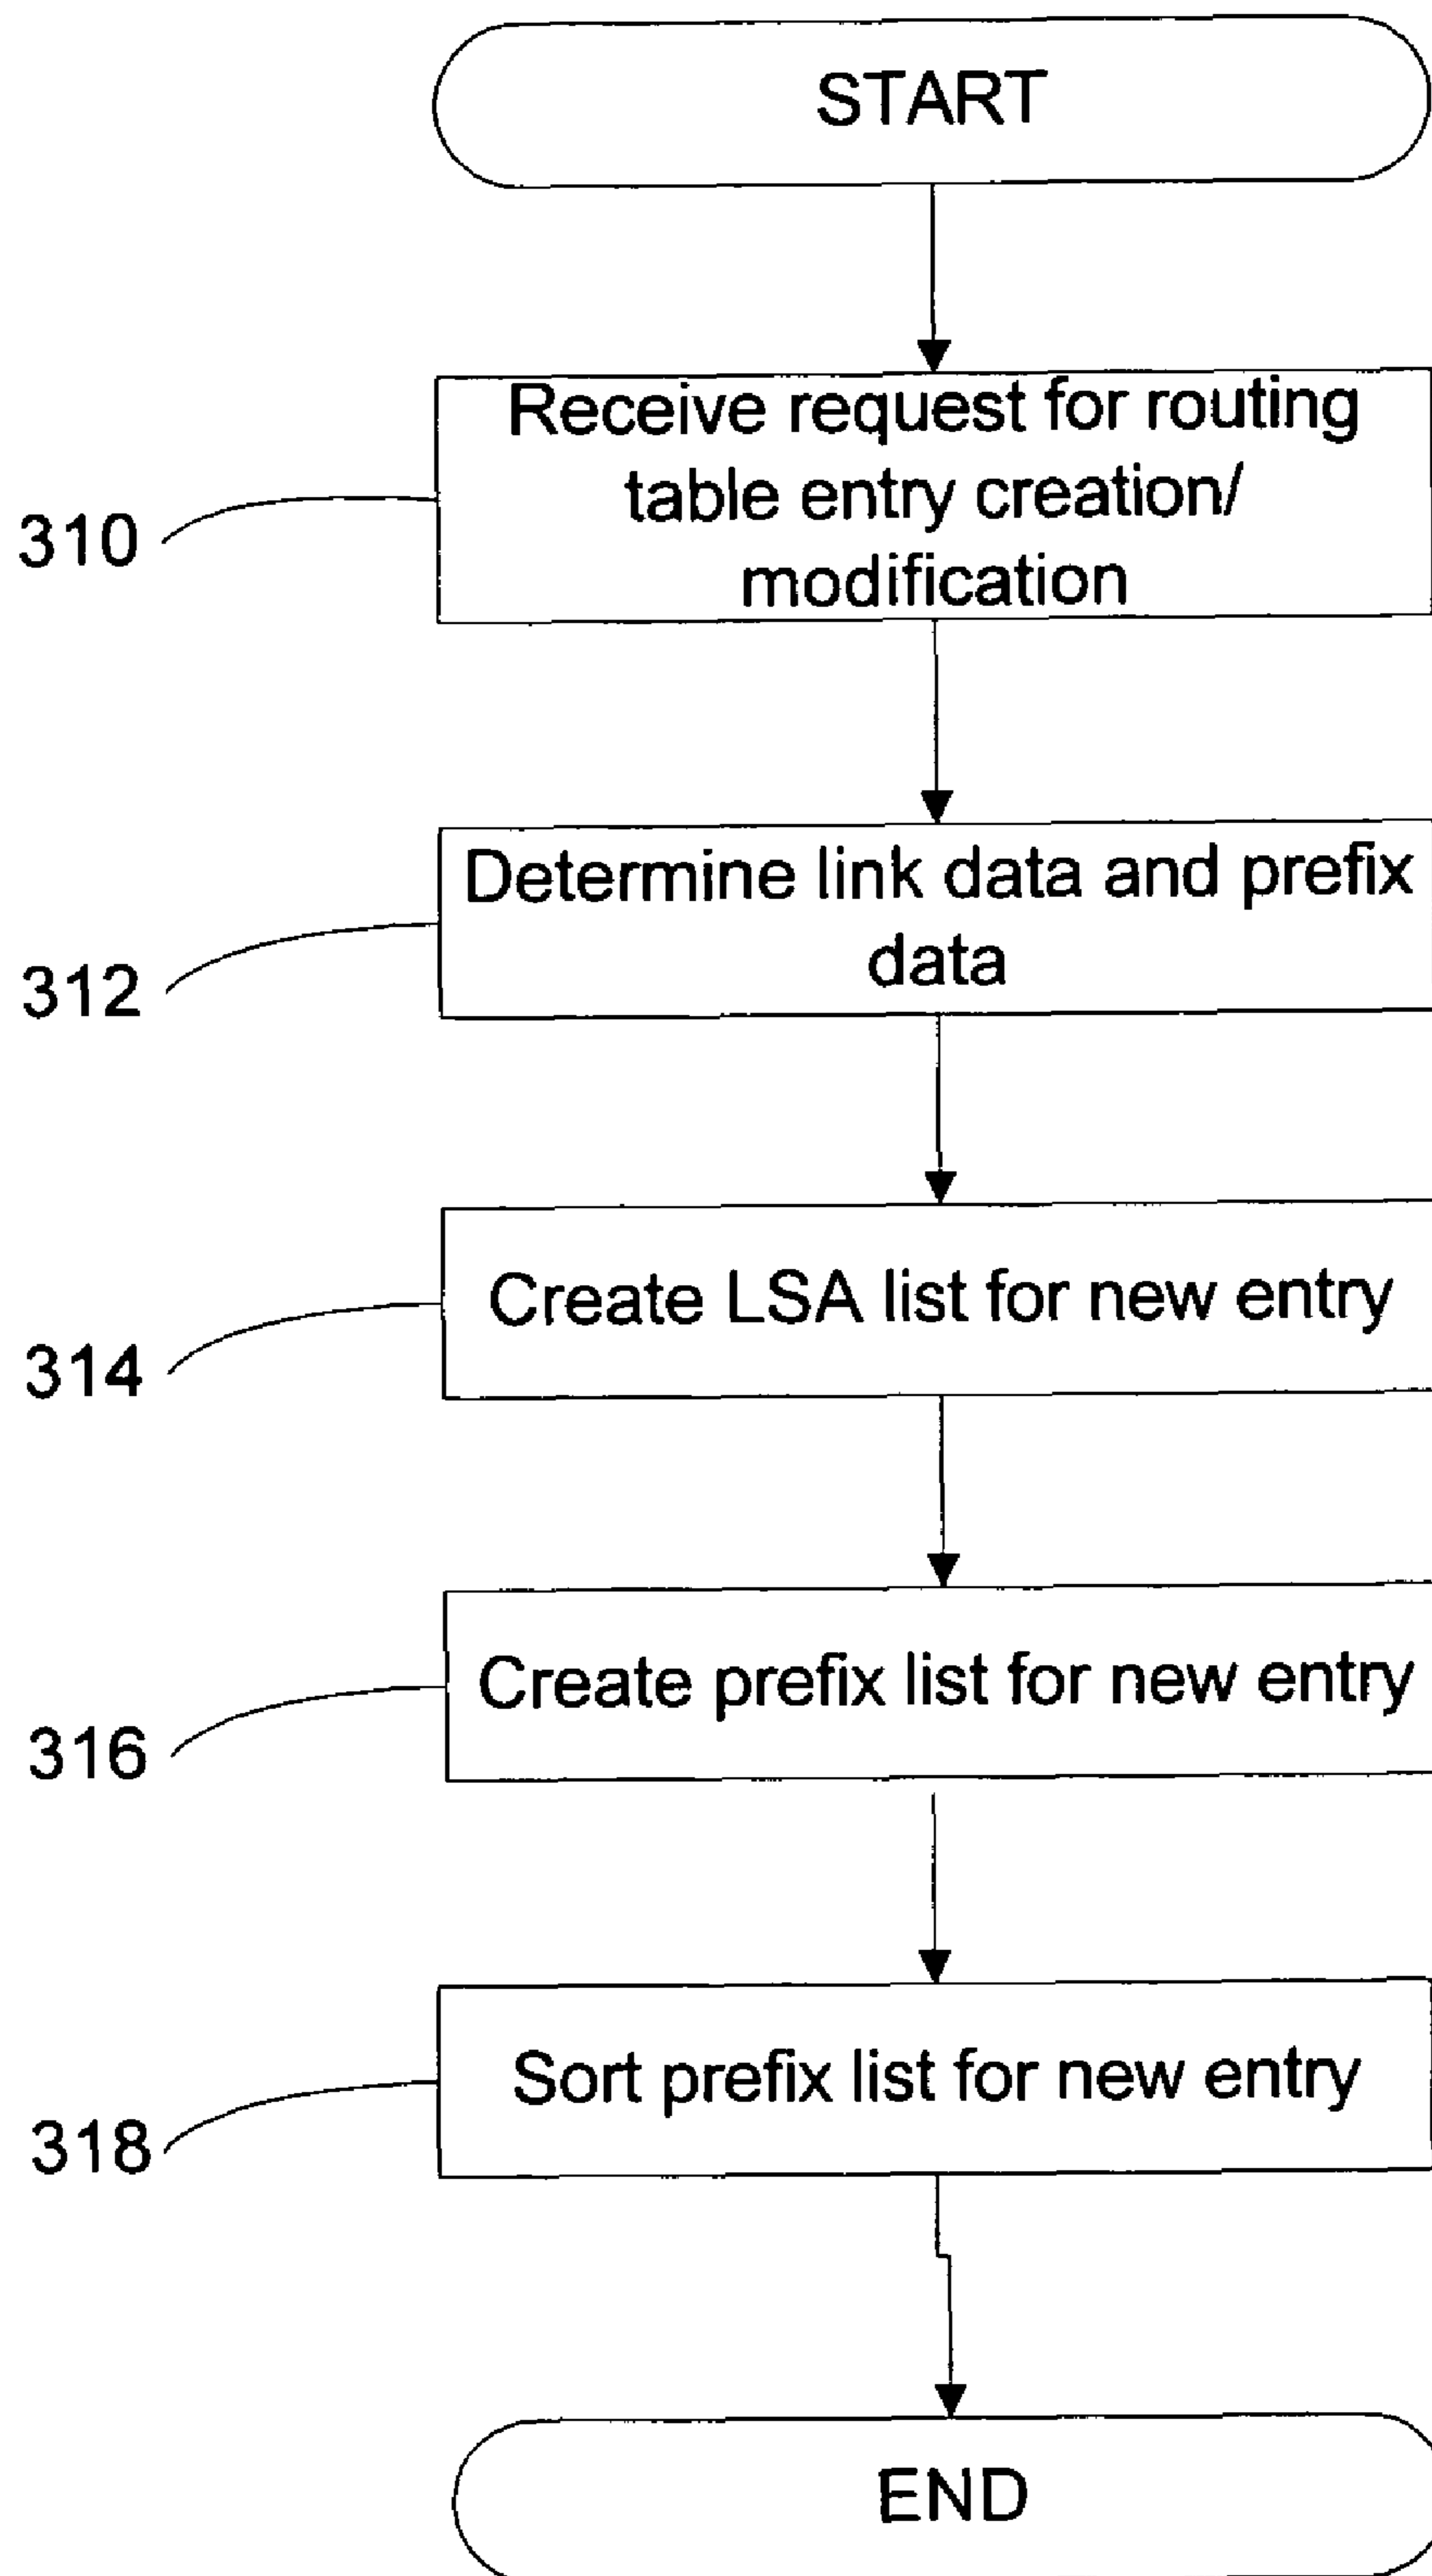 START
Receive request for routing
table entry creation/
modification
310
Determine link data and prefix
data
312
Create LSA list for new entry
314
Create prefix list for new entry
316
Sort prefix list for new entry
318
END